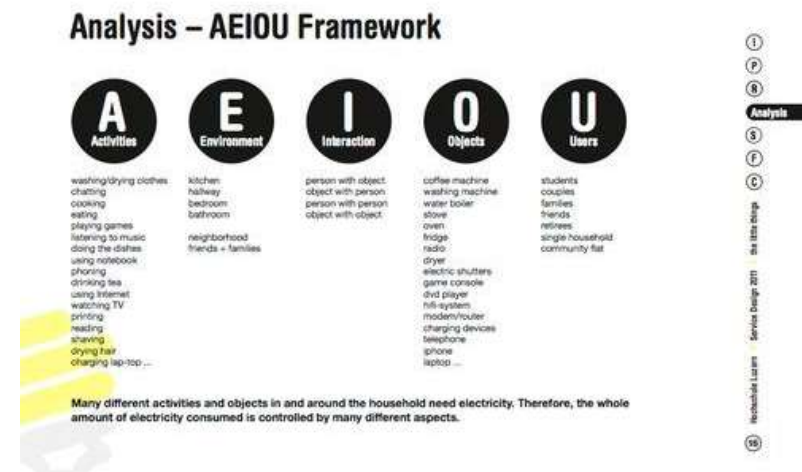 Analysis – AEIOU Framework
A
Activities
washing/drying clothes
chatting
cooking
eating
playing games
listening to music
doing the dishes
using notebook
phoning
drinking tea
using Internet
watching TV
printing
reading
shaving
drying hair
charging lap-top ...
E
Environment
kitchen
hallway
bedroom
bathroom
neighborhood
friends + families
I
Interaction
person with object
object with person
person with person
object with object
O
Objects
coffee machine
washing machine
water boiler
stove
oven
fridge
radio
dryer
electric shutters
game console
dvd player
hifi-system
modem/router
charging devices
telephone
iphone
laptop ...
U
Users
students
couples
families
friends
retirees
single household
community flat
Many different activities and objects in and around the household need electricity. Therefore, the whole
amount of electricity consumed is controlled by many different aspects.
I
P
R
Analysis
S
F
C
Hochschule Luzern | Service Design 2011 | the little things